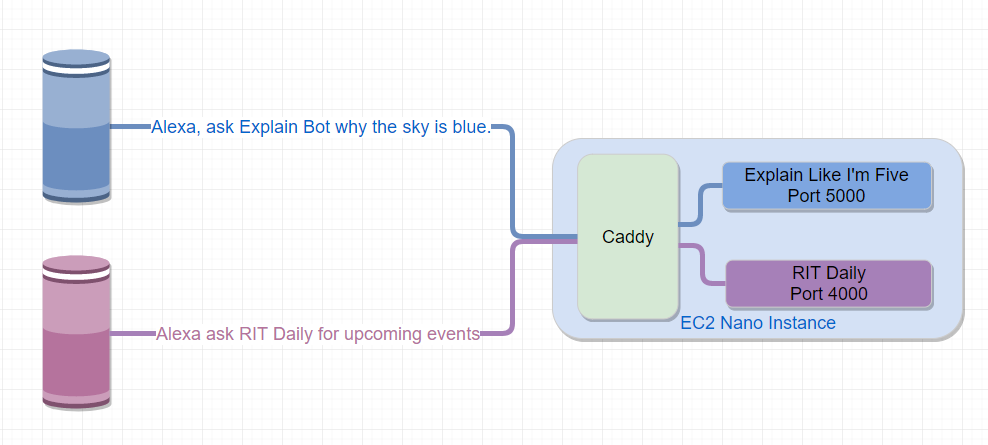 Alexa, ask Explain Bot why the sky is blue.
Explain Like I'm Five
Port 5000
Caddy
RIT Daily
Port 4000
EC2 Nano Instance
Alexa ask RIT Daily for upcoming events